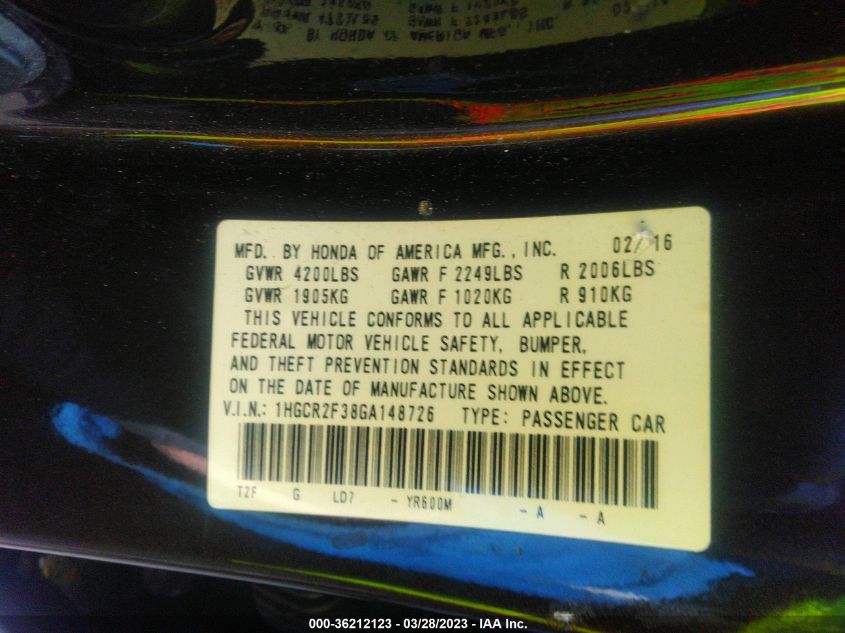 MFD. BY HONDA OF AMERICA MFG., INC. 02/16
GVWR 4200LBS GAWR F 2249LBS R 2006LBS
GVWR 1905KG GAWR F 1020KG R 910KG
THIS VEHICLE CONFORMS TO ALL APPLICABLE
FEDERAL MOTOR VEHICLE SAFETY, BUMPER,
AND THEFT PREVENTION STANDARDS IN EFFECT
ON THE DATE OF MANUFACTURE SHOWN ABOVE.
V.I.N.: 1HGCR2F38GA148726 TYPE: PASSENGER CAR
T2F G LD7 - YR600M - A - A
000-36212123 - 03/28/2023 - IAA Inc.